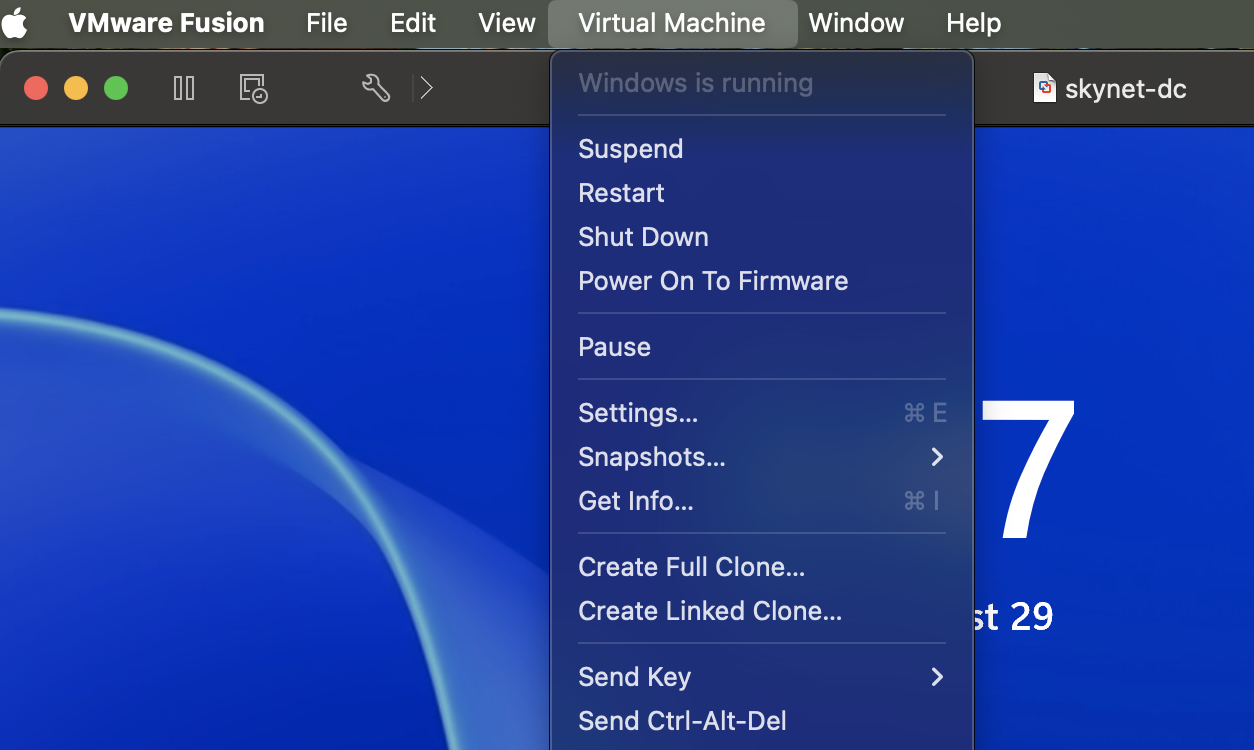 VMware Fusion File Edit View Virtual Machine Window Help
skynet-dc
Windows is running
Suspend
Restart
Shut Down
Power On To Firmware
Pause
Settings... ⌘ E
Snapshots...
Get Info... ⌘ I
Create Full Clone...
Create Linked Clone...
Send Key
Send Ctrl-Alt-Del
7
st 29